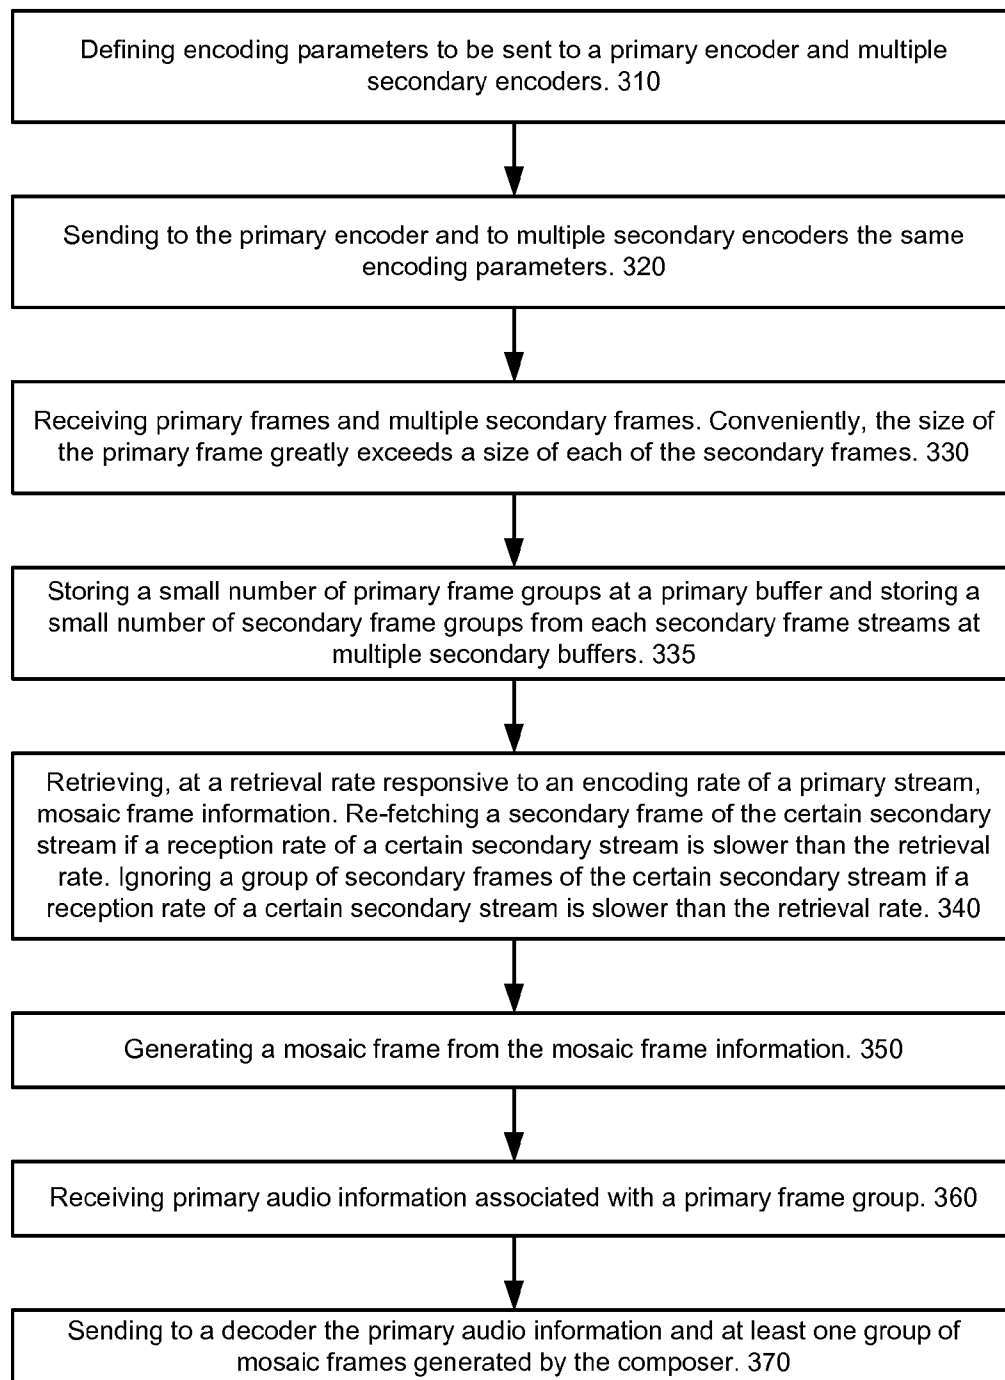 Defining encoding parameters to be sent to a primary encoder and multiple
secondary encoders. 310
Sending to the primary encoder and to multiple secondary encoders the same
encoding parameters. 320
Receiving primary frames and multiple secondary frames. Conveniently, the size of
the primary frame greatly exceeds a size of each of the secondary frames. 330
Storing a small number of primary frame groups at a primary buffer and storing a
small number of secondary frame groups from each secondary frame streams at
multiple secondary buffers. 335
Retrieving, at a retrieval rate responsive to an encoding rate of a primary stream,
mosaic frame information. Re-fetching a secondary frame of the certain secondary
stream if a reception rate of a certain secondary stream is slower than the retrieval
rate. Ignoring a group of secondary frames of the certain secondary stream if a
reception rate of a certain secondary stream is slower than the retrieval rate. 340
Generating a mosaic frame from the mosaic frame information. 350
Receiving primary audio information associated with a primary frame group. 360
Sending to a decoder the primary audio information and at least one group of
mosaic frames generated by the composer. 370